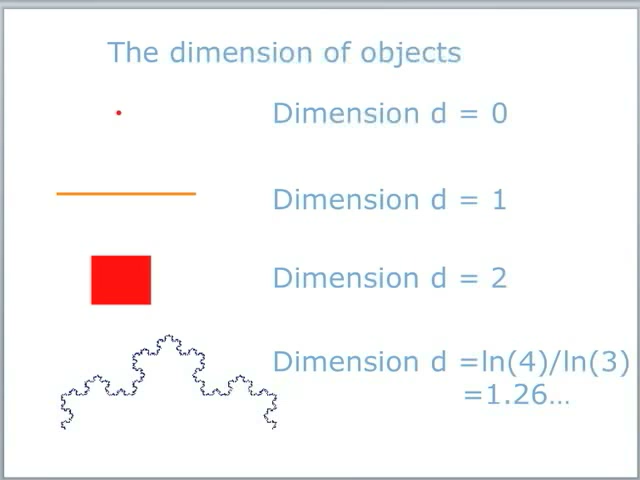 The dimension of objects
Dimension d = 0
Dimension d = 1
Dimension d = 2
Dimension d =ln(4)/ln(3)
=1.26…